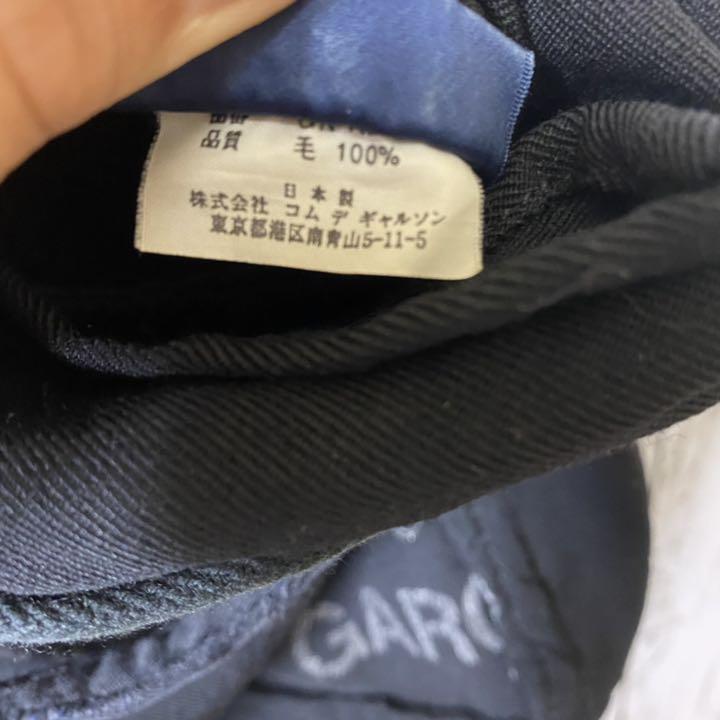 品質 毛 100%
日本製
株式会社 コム デ ギャルソン
東京都港区南青山5-11-5
GARC